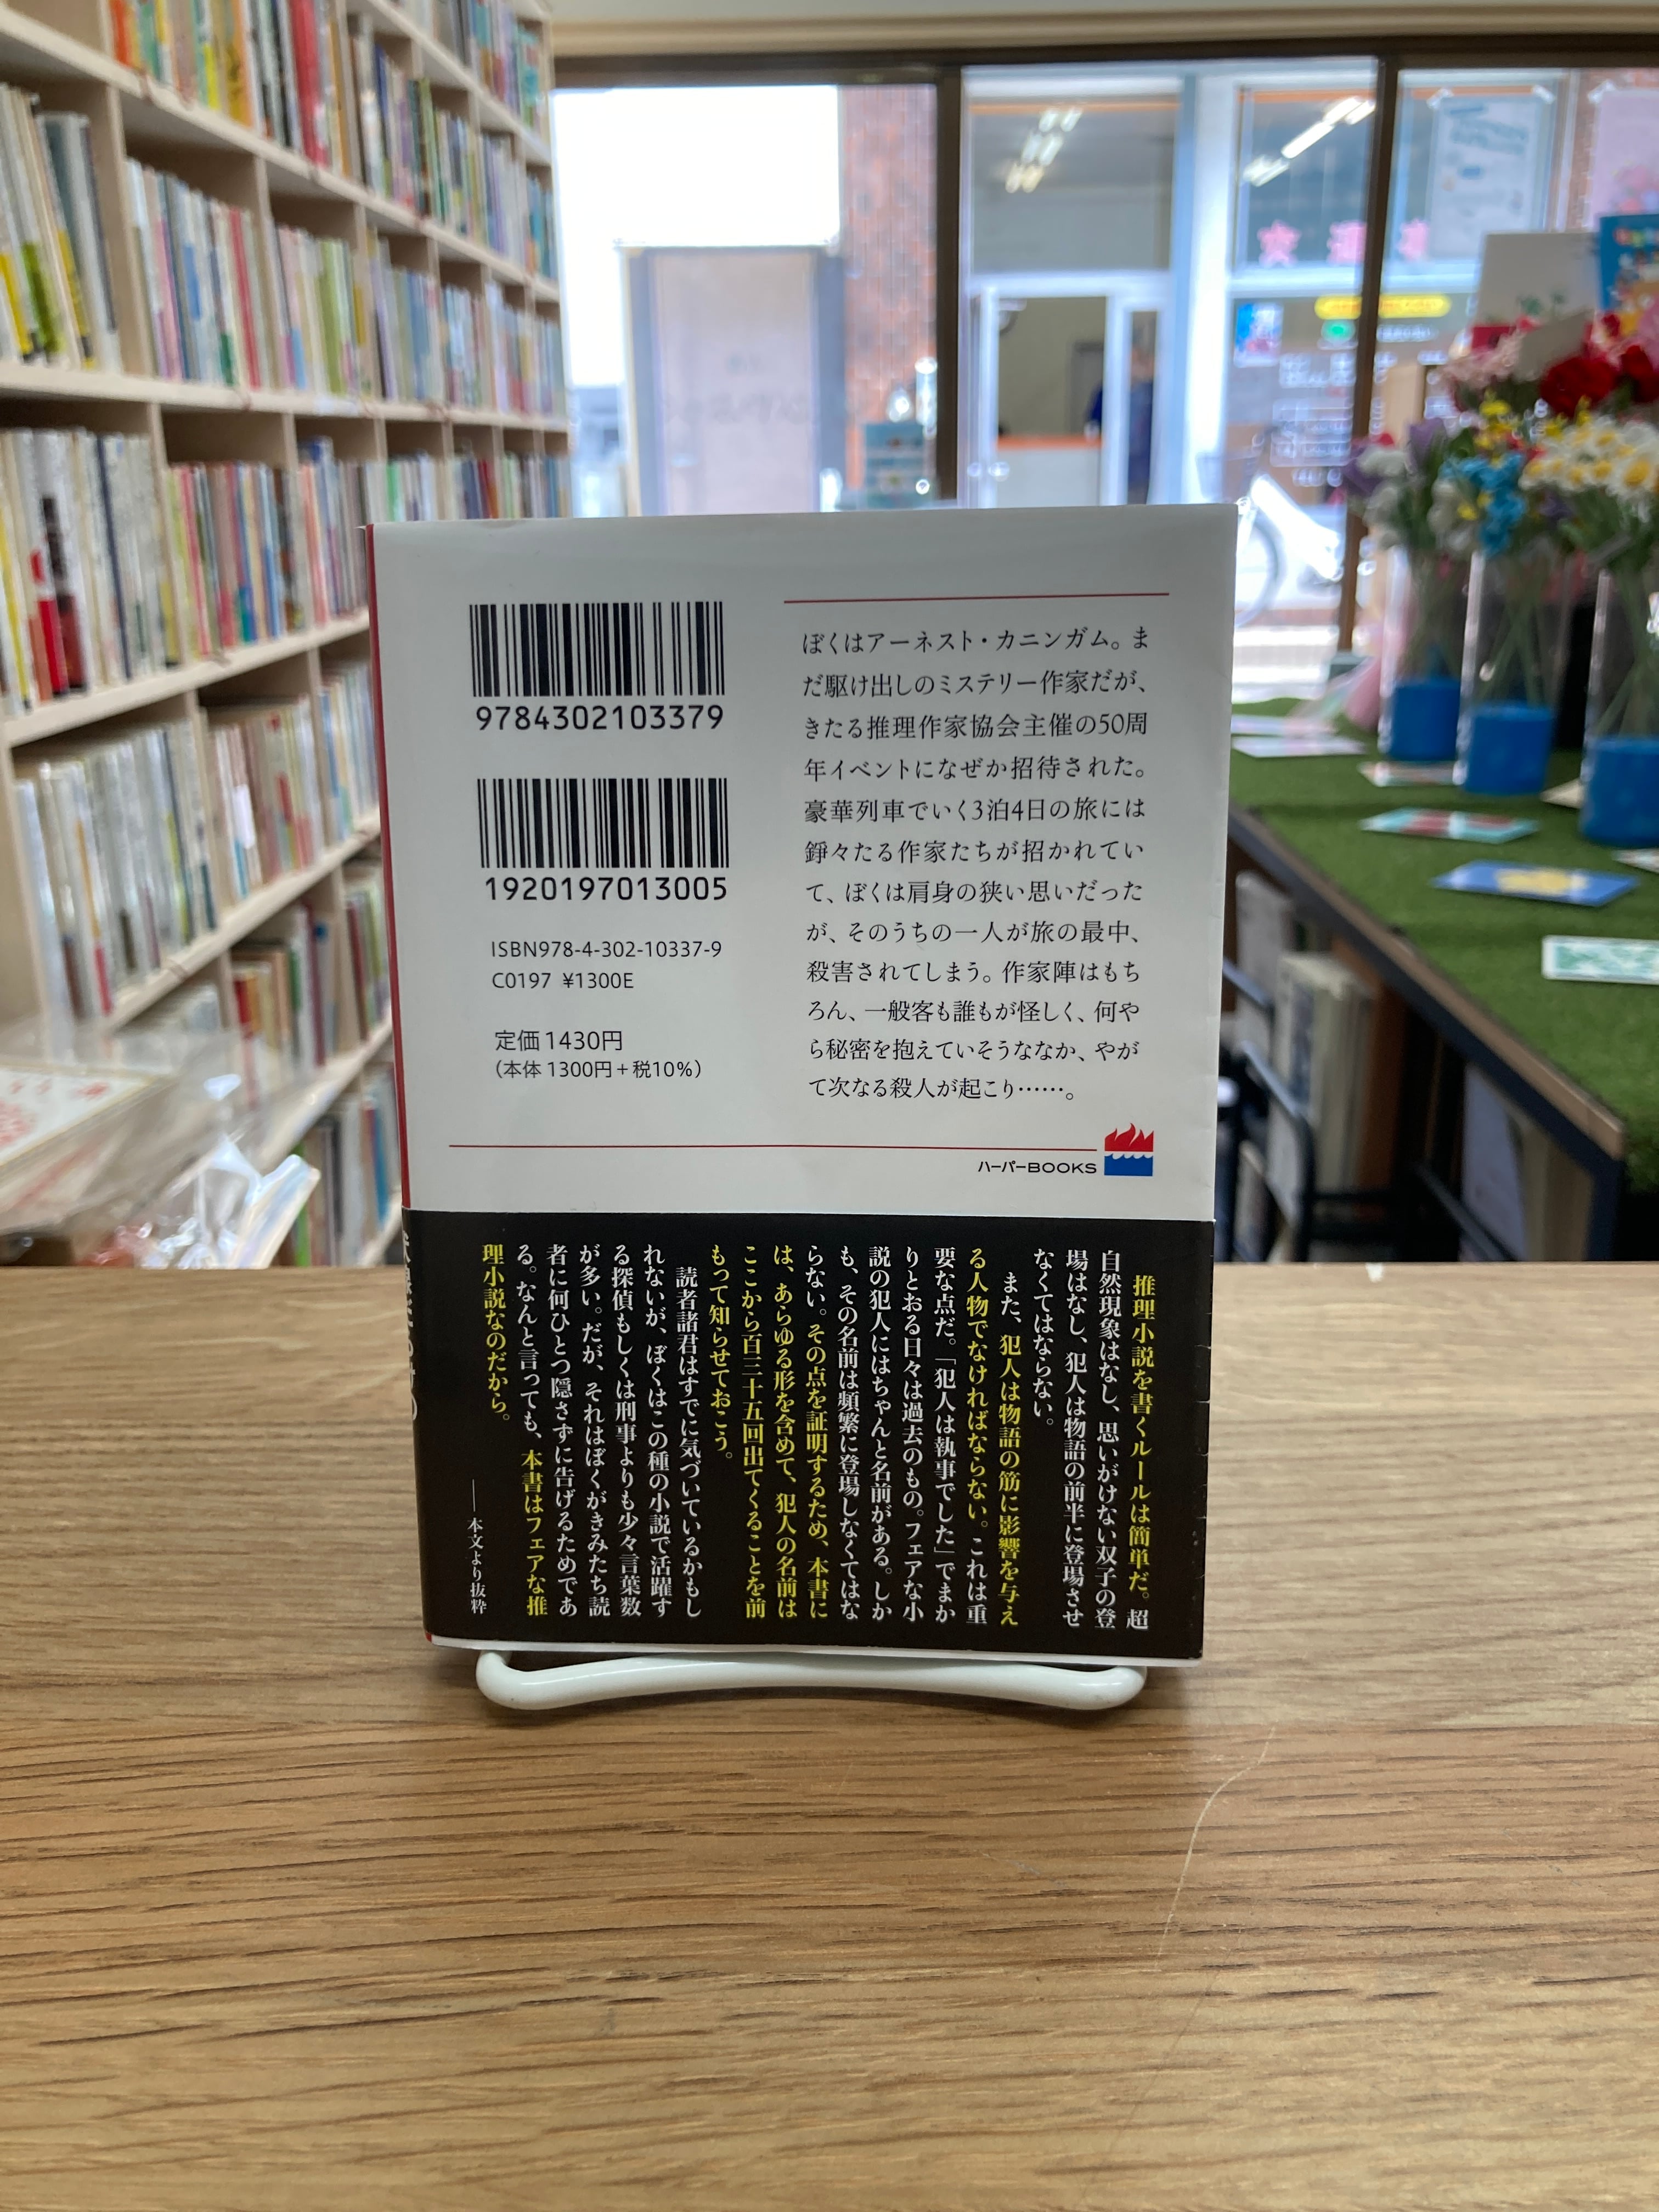 9784302103379
1920197013005
ISBN978-4-302-10337-9
C0197 ¥1300E
定価1430円
（本体1300円＋税10%）
ぼくはアーネスト・カニンガム。ま
だ駆け出しのミステリー作家だが、
きたる推理作家協会主催の50周
年イベントになぜか招待された。
豪華列車でいく3泊4日の旅には
錚々たる作家たちが招かれてい
て、ぼくは肩身の狭い思いだった
が、そのうちの一人が旅の最中、
殺害されてしまう。作家陣はもち
ろん、一般客も誰もが怪しく、何や
ら秘密を抱えていそうななか、やが
て次なる殺人が起こり……。
ハーパーBOOKS
推理小説を書くルールは簡単だ。超
自然現象はなし、思いがけない双子の登
場はなし、犯人は物語の前半に登場させ
なくてはならない。
また、犯人は物語の筋に影響を与え
る人物でなければならない。これは重
要な点だ。「犯人は執事でした」でまか
りとおる日々は過去のもの。フェアな小
説の犯人にはちゃんと名前がある。しか
も、その名前は頻繁に登場しなくてはな
らない。その点を証明するため、本書に
は、あらゆる形を含めて、犯人の名前は
ここから百三十五回出てくることを前
もって知らせておこう。
読者諸君はすでに気づいているかもし
れないが、ぼくはこの種の小説で活躍す
る探偵もしくは刑事よりも少々言葉数
が多い。だが、それはぼくがきみたち読
者に何ひとつ隠さずに告げるためであ
る。なんと言っても、本書はフェアな推
理小説なのだから。
――本文より抜粋